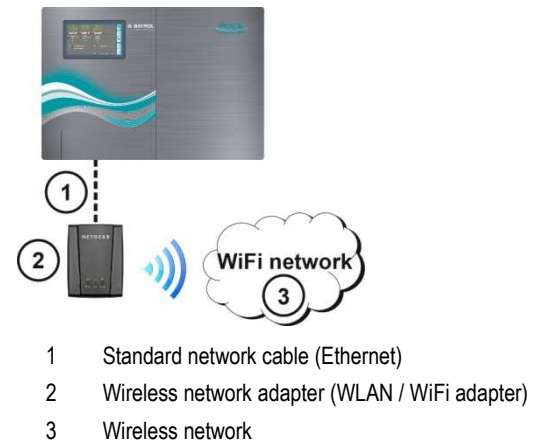 BAYROL
1
2
NETGEAR
WiFi network
3
1 Standard network cable (Ethernet)
2 Wireless network adapter (WLAN / WiFi adapter)
3 Wireless network